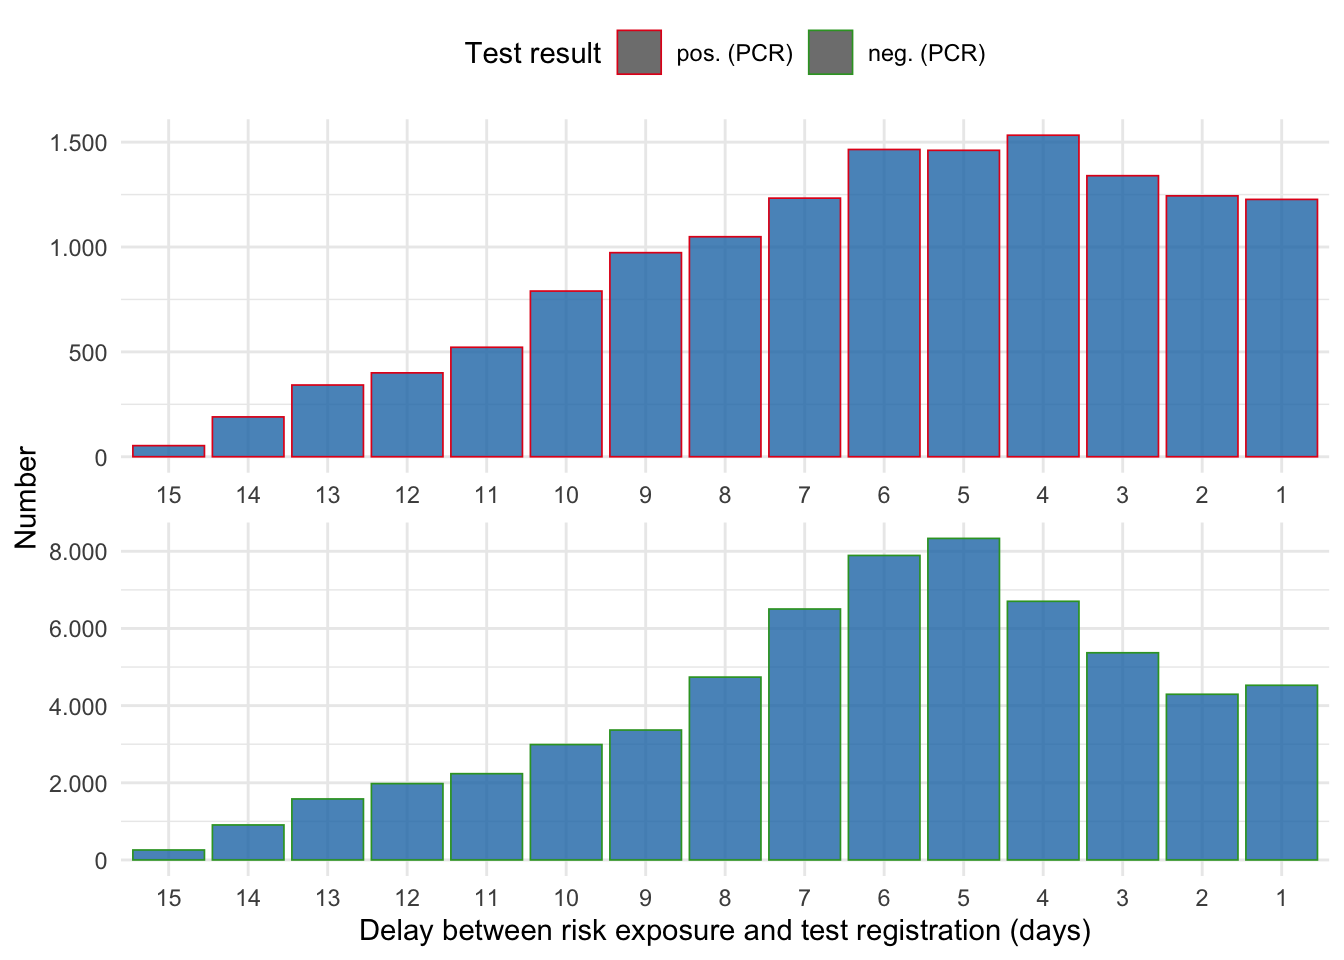 Test result pos. (PCR) neg. (PCR)
1.500
1.000
500
0
15 14 13 12 11 10 9 8 7 6 5 4 3 2 1
Number
8.000
6.000
4.000
2.000
0
15 14 13 12 11 10 9 8 7 6 5 4 3 2 1
Delay between risk exposure and test registration (days)